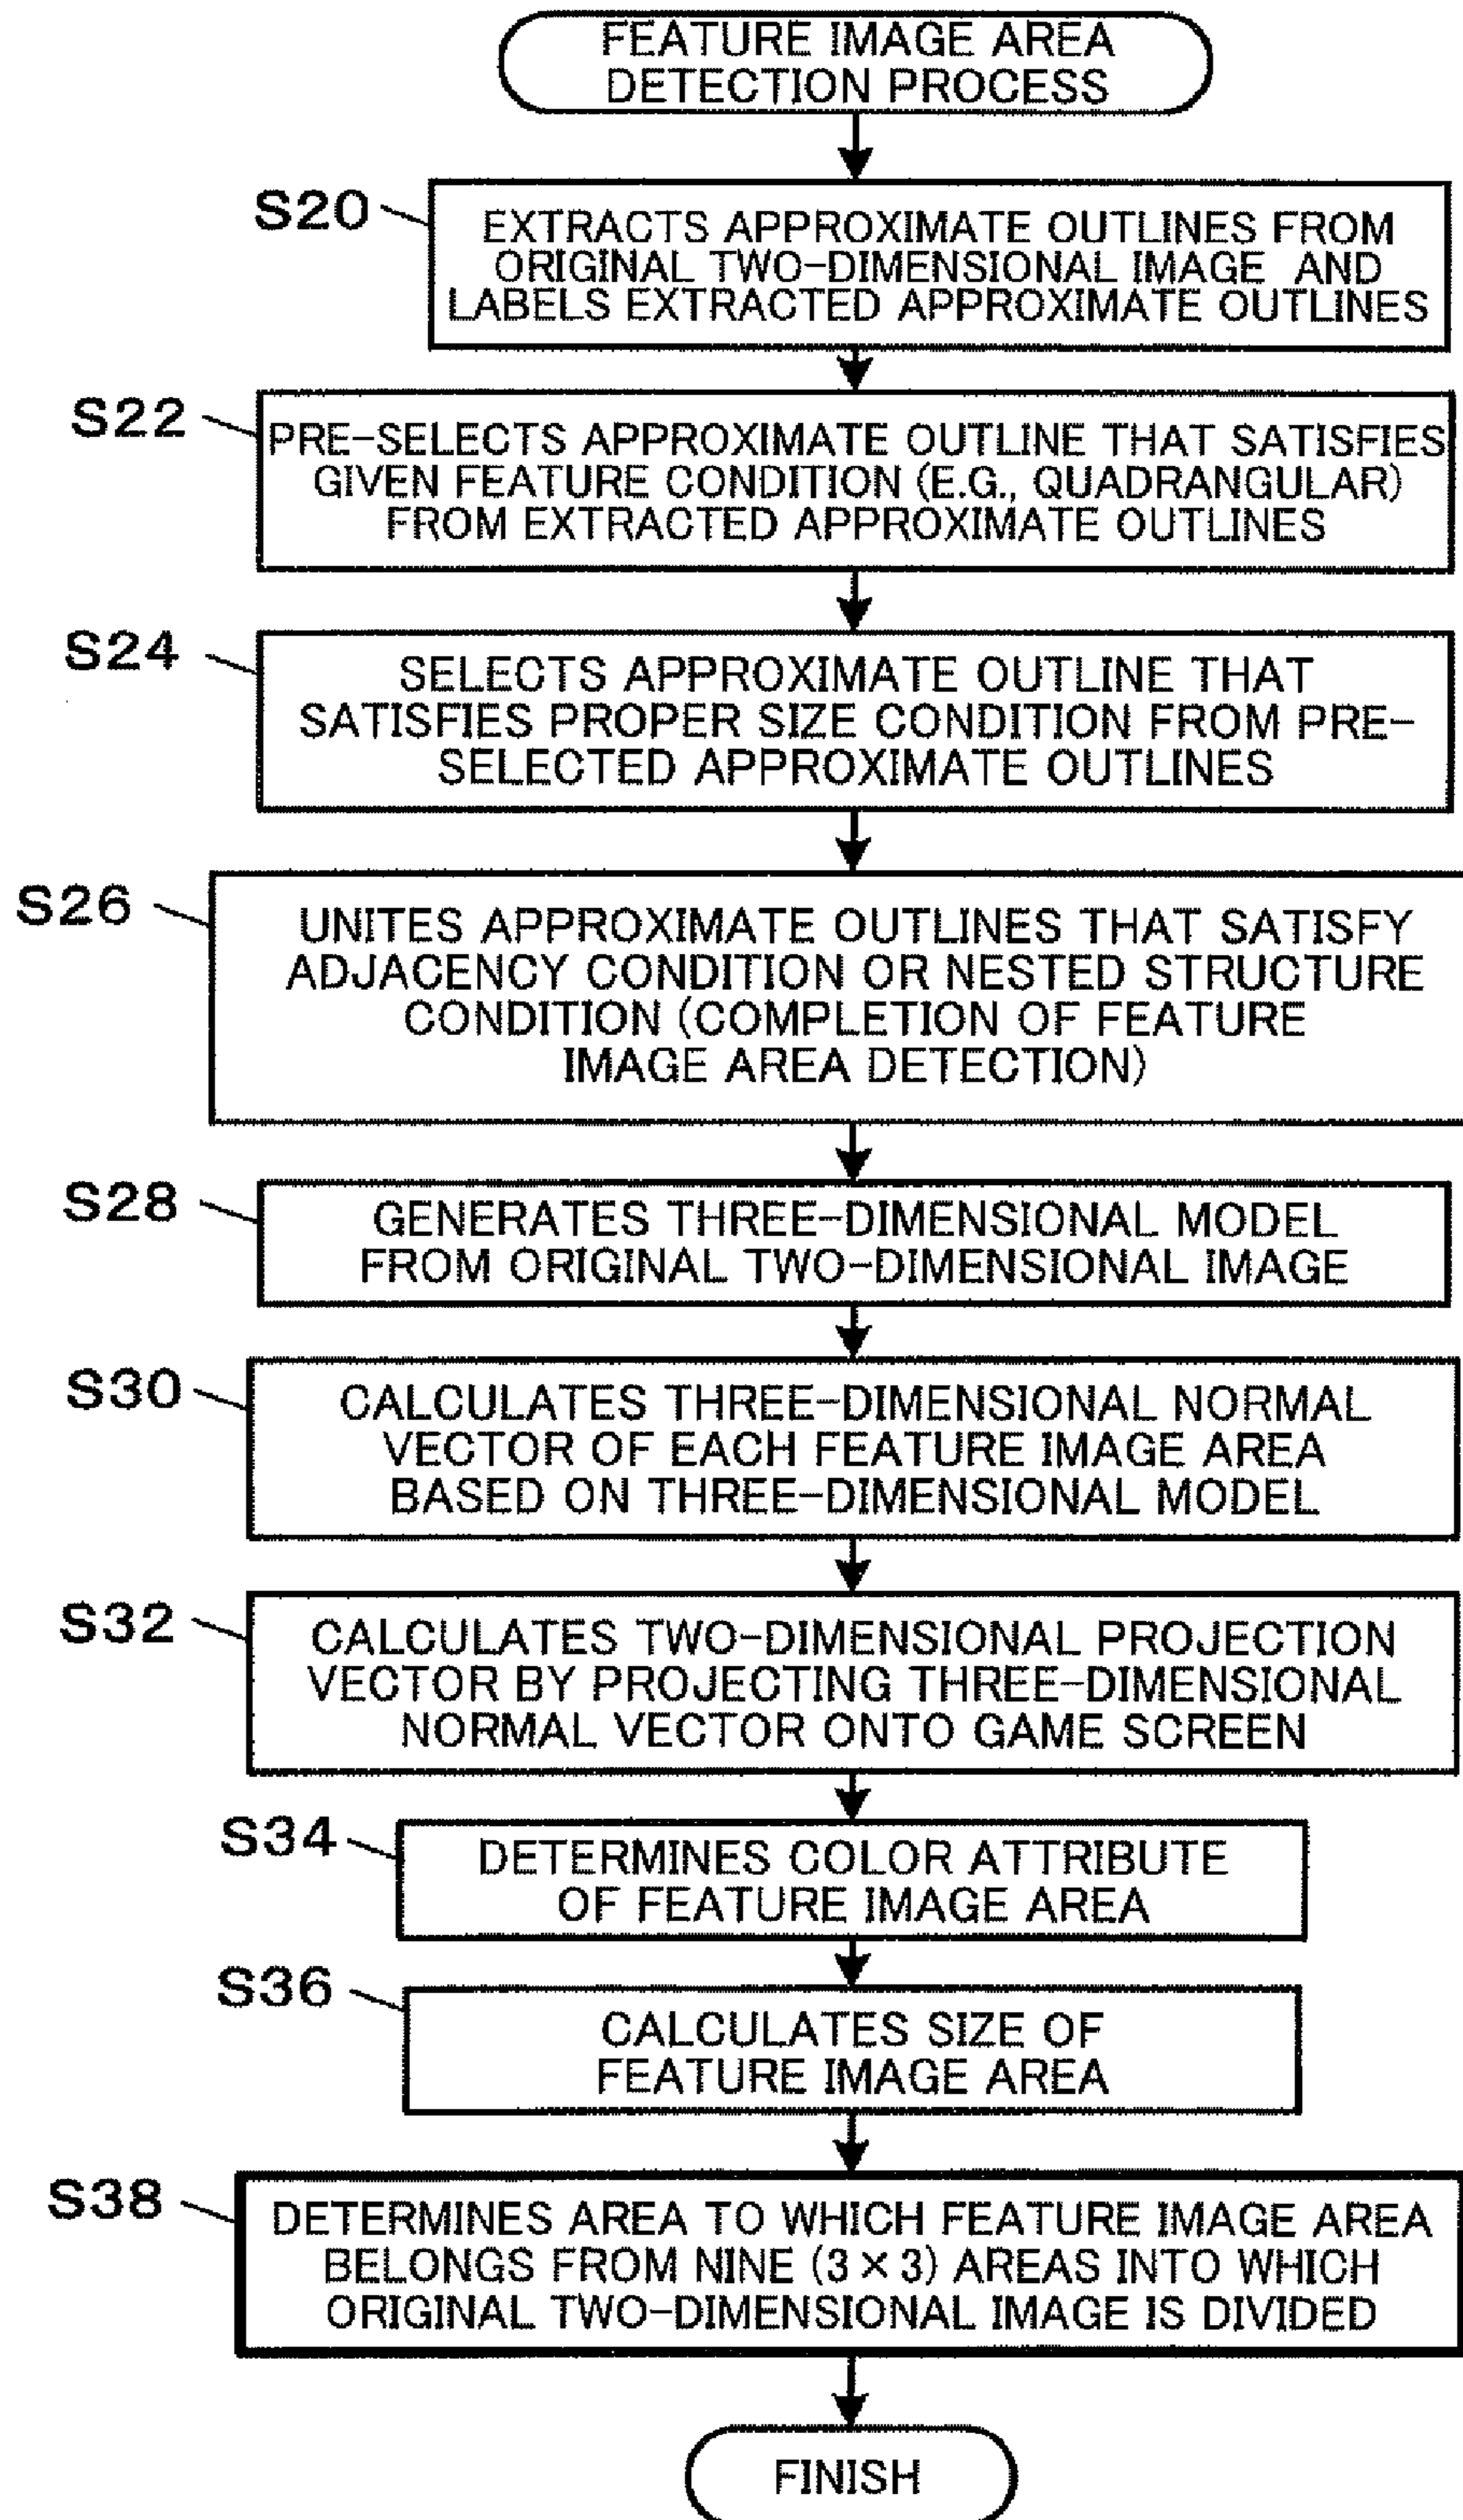 FEATURE IMAGE AREA
DETECTION PROCESS
S20
EXTRACTS APPROXIMATE OUTLINES FROM
ORIGINAL TWO-DIMENSIONAL IMAGE AND
LABELS EXTRACTED APPROXIMATE OUTLINES
S22
PRE-SELECTS APPROXIMATE OUTLINE THAT SATISFIES
GIVEN FEATURE CONDITION (E.G., QUADRANGULAR)
FROM EXTRACTED APPROXIMATE OUTLINES
S24
SELECTS APPROXIMATE OUTLINE THAT
SATISFIES PROPER SIZE CONDITION FROM PRE-
SELECTED APPROXIMATE OUTLINES
S26
UNITES APPROXIMATE OUTLINES THAT SATISFY
ADJACENCY CONDITION OR NESTED STRUCTURE
CONDITION (COMPLETION OF FEATURE
IMAGE AREA DETECTION)
S28
GENERATES THREE-DIMENSIONAL MODEL
FROM ORIGINAL TWO-DIMENSIONAL IMAGE
S30
CALCULATES THREE-DIMENSIONAL NORMAL
VECTOR OF EACH FEATURE IMAGE AREA
BASED ON THREE-DIMENSIONAL MODEL
S32
CALCULATES TWO-DIMENSIONAL PROJECTION
VECTOR BY PROJECTING THREE-DIMENSIONAL
NORMAL VECTOR ONTO GAME SCREEN
S34
DETERMINES COLOR ATTRIBUTE
OF FEATURE IMAGE AREA
S36
CALCULATES SIZE OF
FEATURE IMAGE AREA
S38
DETERMINES AREA TO WHICH FEATURE IMAGE AREA
BELONGS FROM NINE (3 × 3) AREAS INTO WHICH
ORIGINAL TWO-DIMENSIONAL IMAGE IS DIVIDED
FINISH